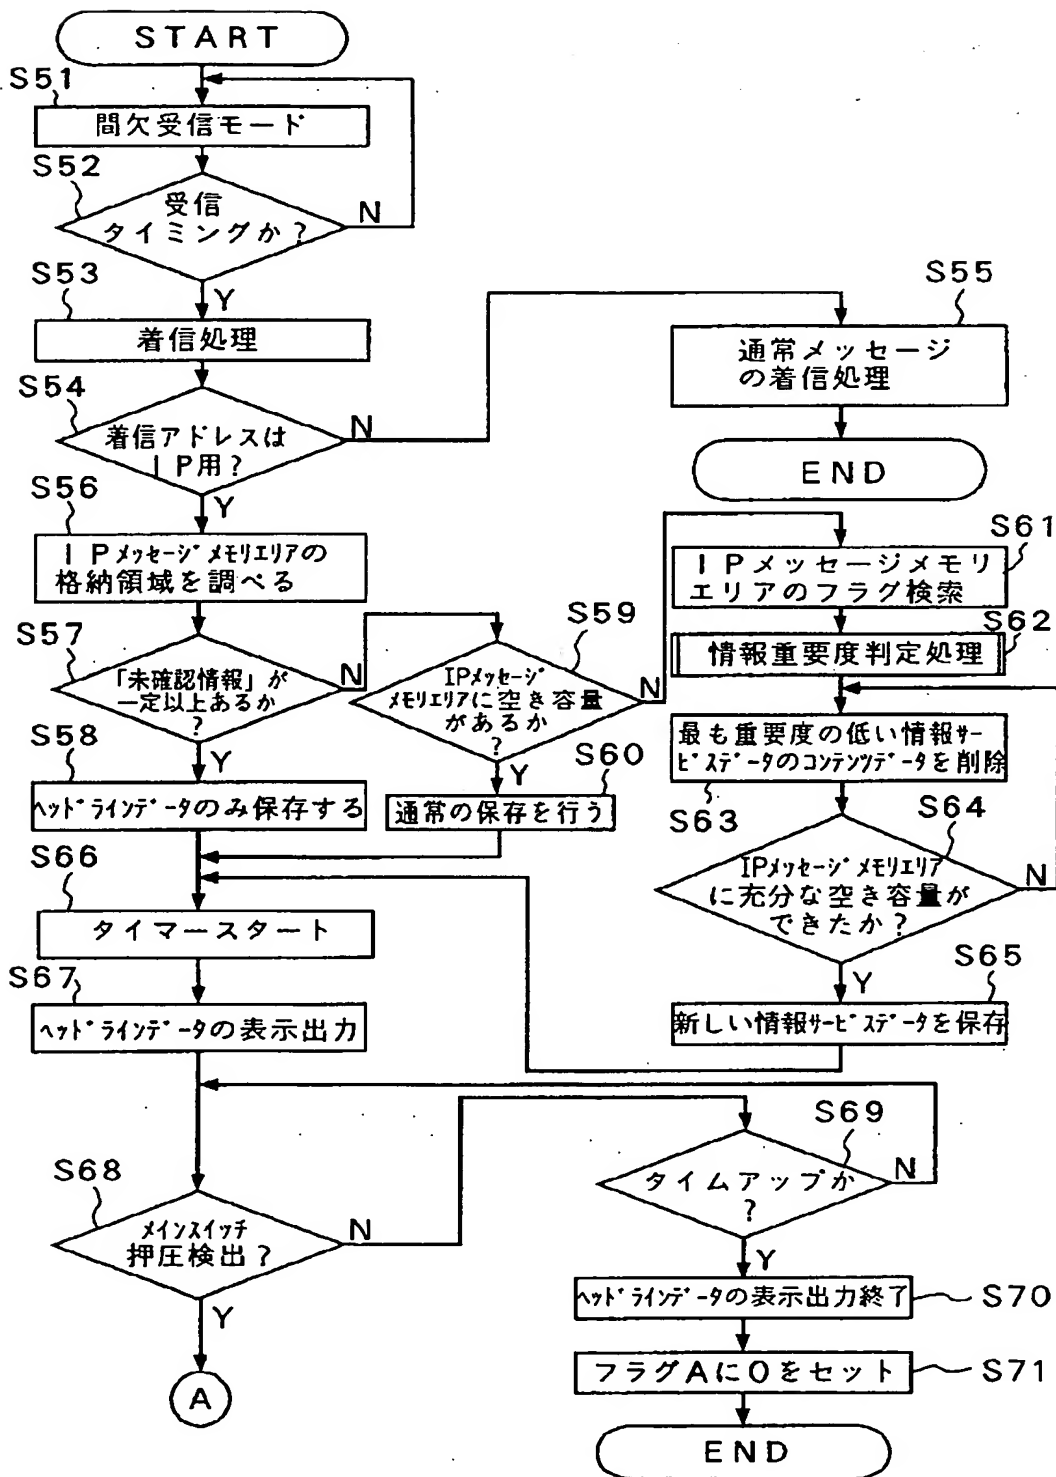 START
S51
間欠受信モード
S52
受信
タイミングか？
N
Y
S53
着信処理
S54
着信アドレスは
IP用？
N
Y
S55
通常メッセージ
の着信処理
END
S56
IPメッセージメモリエリアの
格納領域を調べる
S57
「未確認情報」が
一定以上あるか
？
N
Y
S58
ヘッドラインデータのみ保存する
S59
IPメッセージ
メモリエリアに空き容量
があるか
？
N
Y
S60
通常の保存を行う
S61
IPメッセージメモリ
エリアのフラグ検索
S62
情報重要度判定処理
最も重要度の低い情報サー
ビスデータのコンテンツデータを削除
S63
S64
IPメッセージメモリエリア
に充分な空き容量が
できたか？
N
Y
S65
新しい情報サービスデータを保存
S66
タイマースタート
S67
ヘッドラインデータの表示出力
S68
メインスイッチ
押圧検出？
N
Y
A
S69
タイムアップか
？
N
Y
ヘッドラインデータの表示出力終了
S70
フラグAに0をセット
S71
END